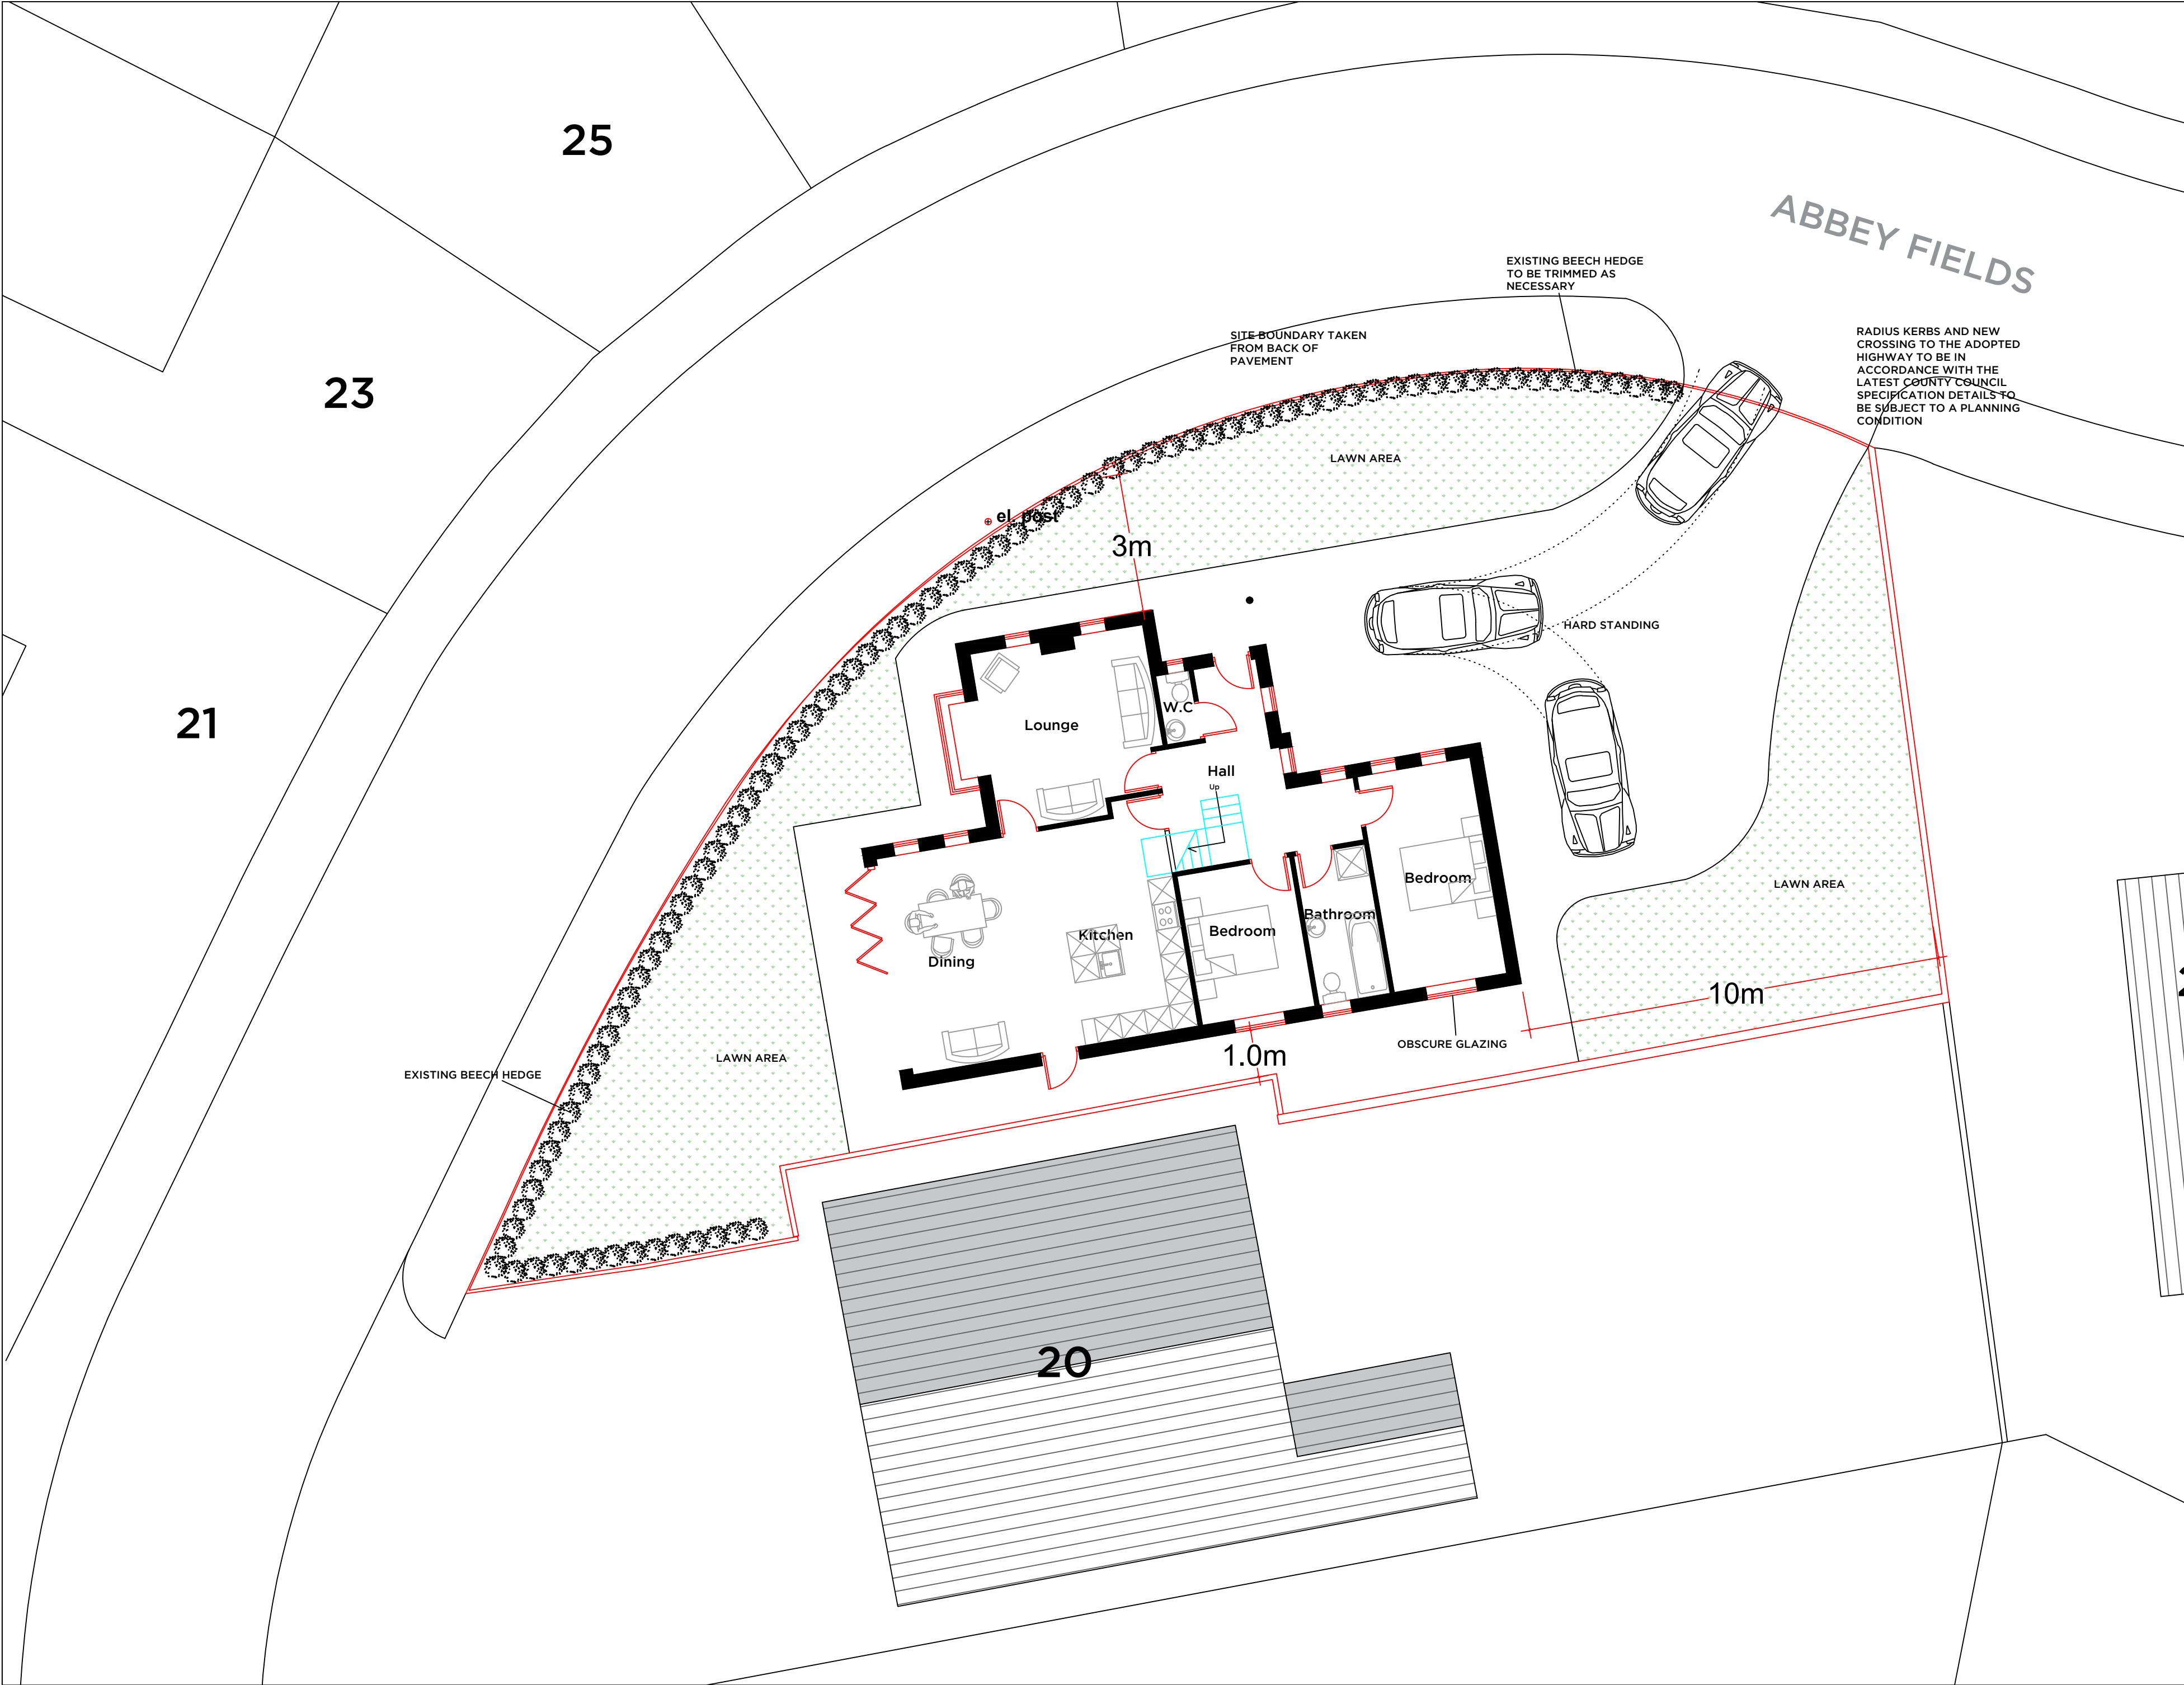 25
ABBEY FIELDS
EXISTING BEECH HEDGE
TO BE TRIMMED AS
NECESSARY
SITE BOUNDARY TAKEN
FROM BACK OF
PAVEMENT
RADIUS KERBS AND NEW
CROSSING TO THE ADOPTED
HIGHWAY TO BE IN
ACCORDANCE WITH THE
LATEST COUNTY COUNCIL
SPECIFICATION DETAILS TO
BE SUBJECT TO A PLANNING
CONDITION
23
LAWN AREA
el post
3m
HARD STANDING
21
Lounge
W.C
Hall
Up
Bedroom
LAWN AREA
Bathroom
Bedroom
Kitchen
Dining
10m
OBSCURE GLAZING
1.0m
LAWN AREA
EXISTING BEECH HEDGE
20